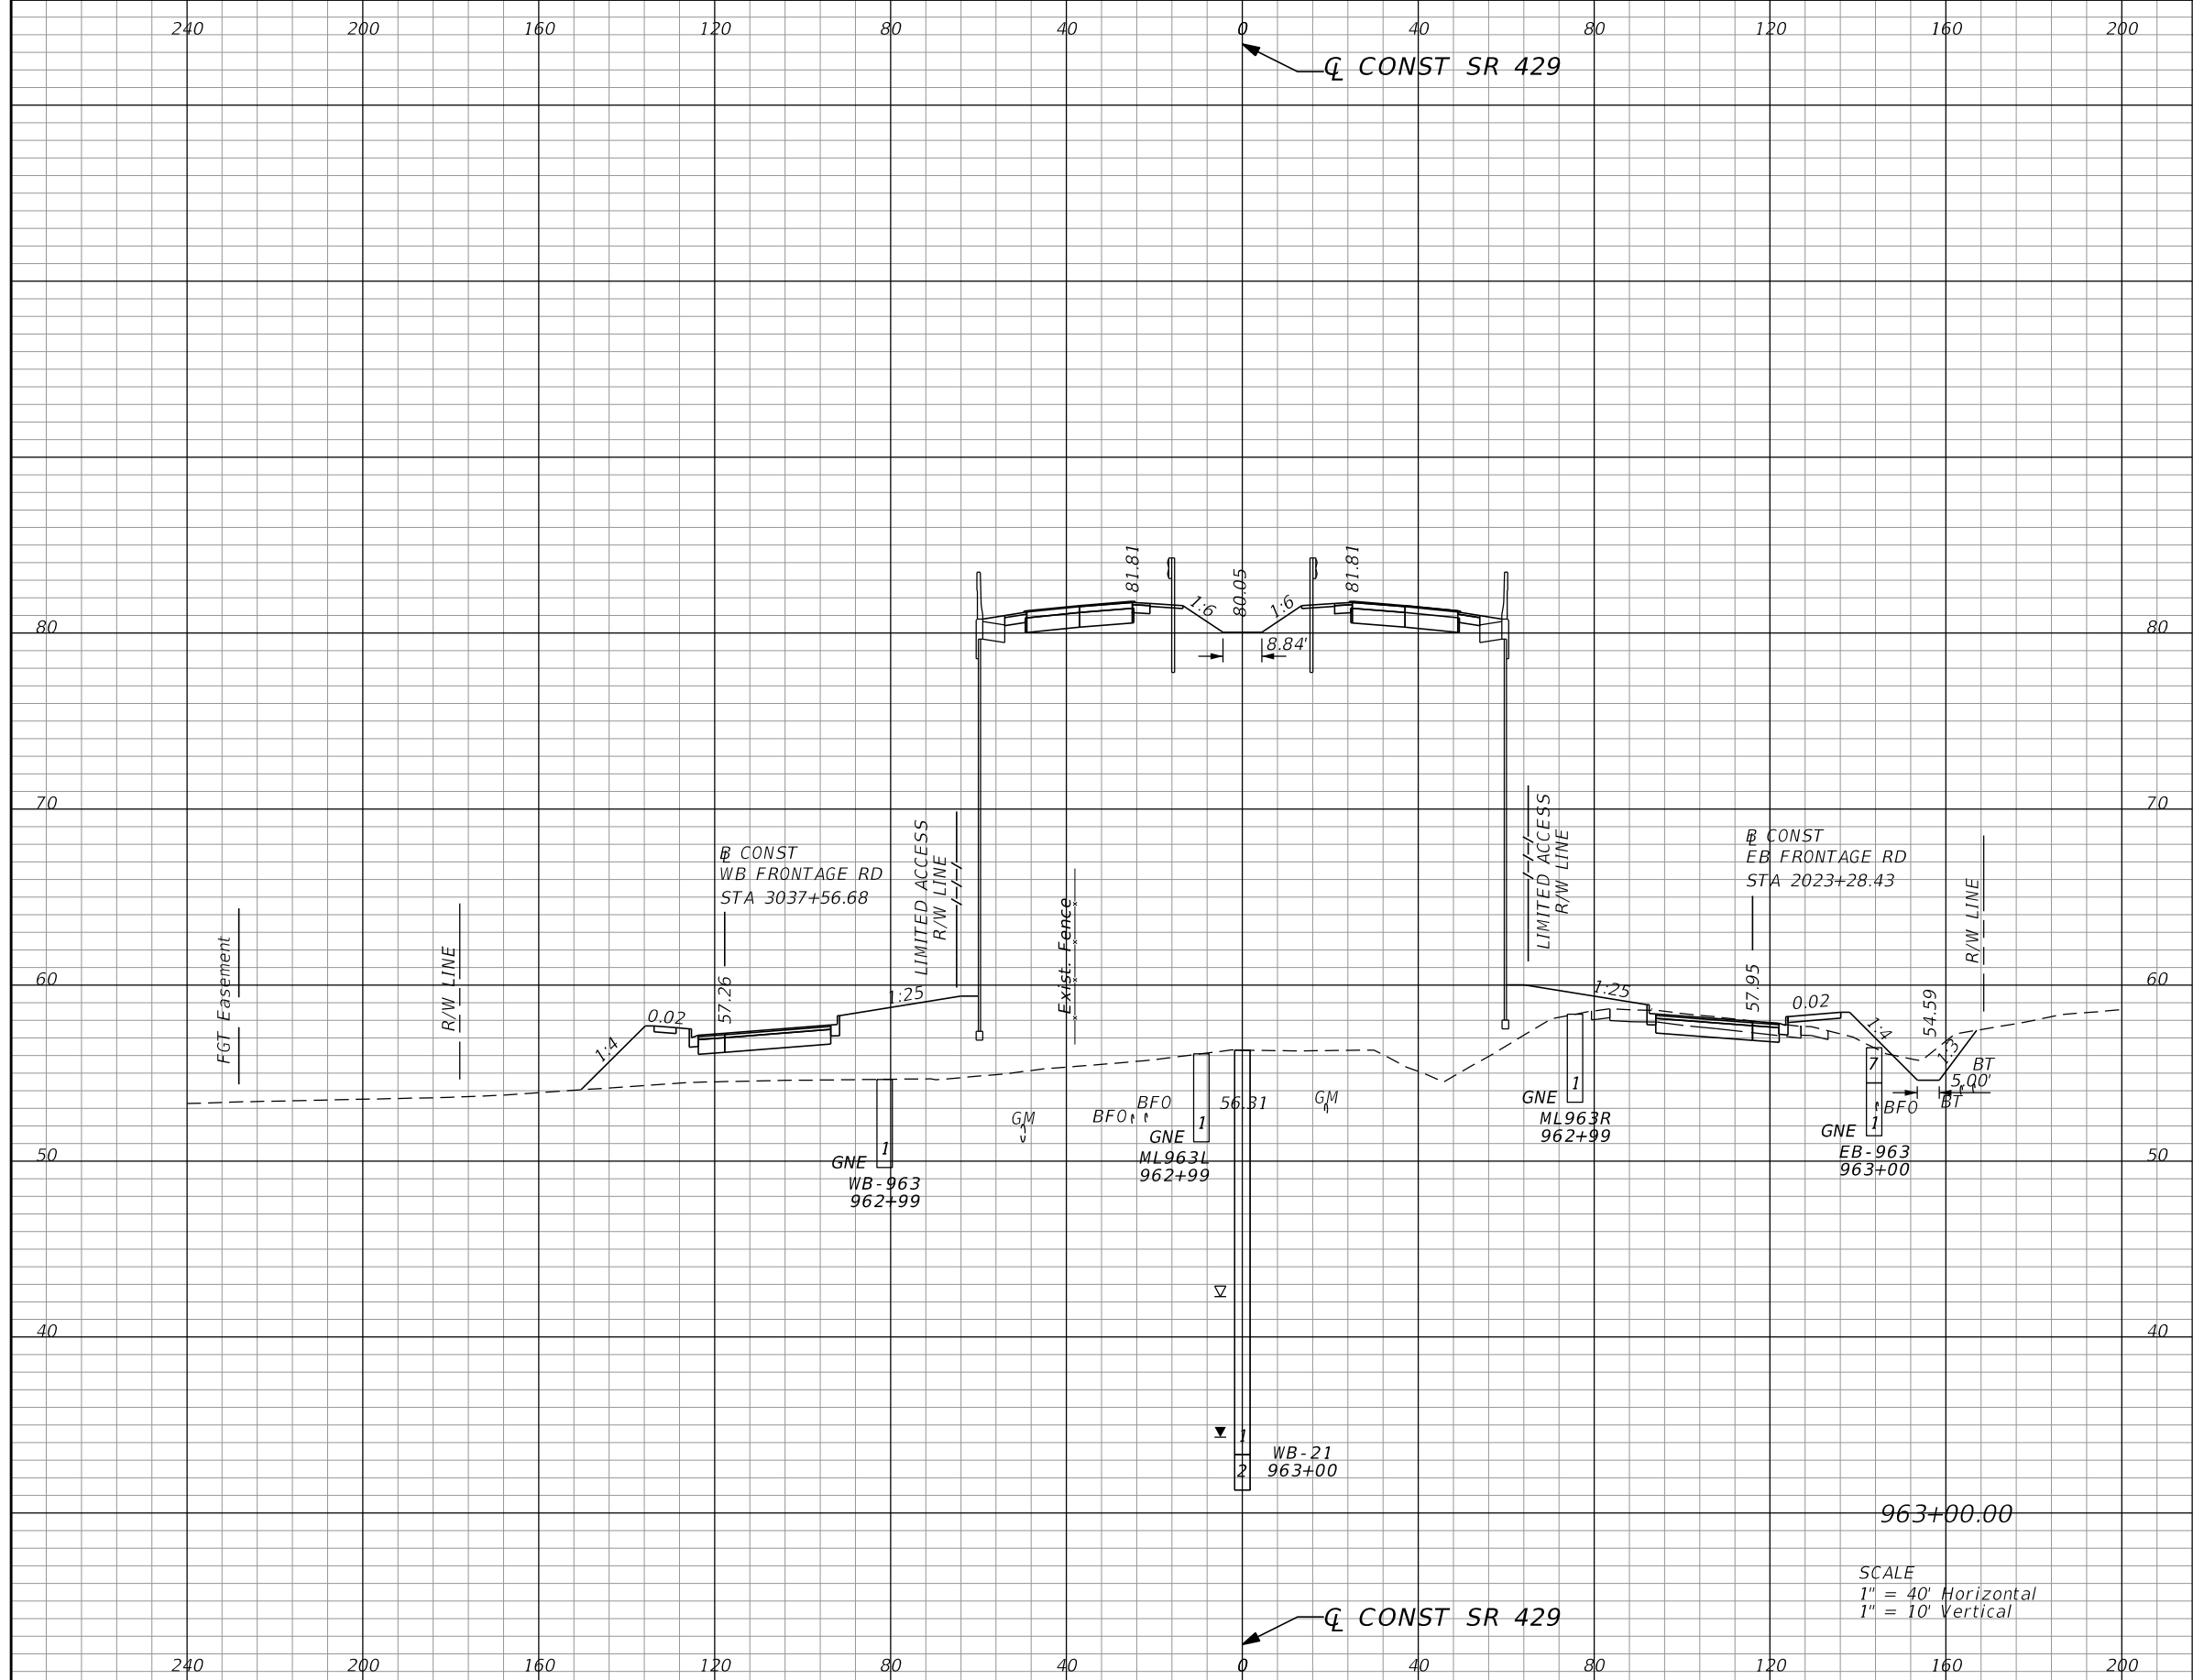 240 200 160 120 80 40 0 40 80 120 160 200
℄ CONST SR 429
81.81
1:6
80.05
1:6
81.81
80
80
8.84'
70
70
LIMITED ACCESS
R/W LINE
LIMITED ACCESS
R/W LINE
B̲L CONST
WB FRONTAGE RD
STA 3037+56.68
B̲L CONST
EB FRONTAGE RD
STA 2023+28.43
Exist. Fence
R/W LINE
FGT Easement
R/W LINE
60
60
1:4
0.02
57.26
1:25
1:25
57.95
0.02
1:4
54.59
1:3
BT
5.00'
BT
7
1
BFO
GNE
EB-963
963+00
1
GNE
ML963R
962+99
GM
56.31
BFO
BFO
GM
1
GNE
ML963L
962+99
1
GNE
WB-963
962+99
50
50
40
40
1
2
WB-21
963+00
963+00.00
SCALE
1" = 40' Horizontal
1" = 10' Vertical
℄ CONST SR 429
240 200 160 120 80 40 0 40 80 120 160 200